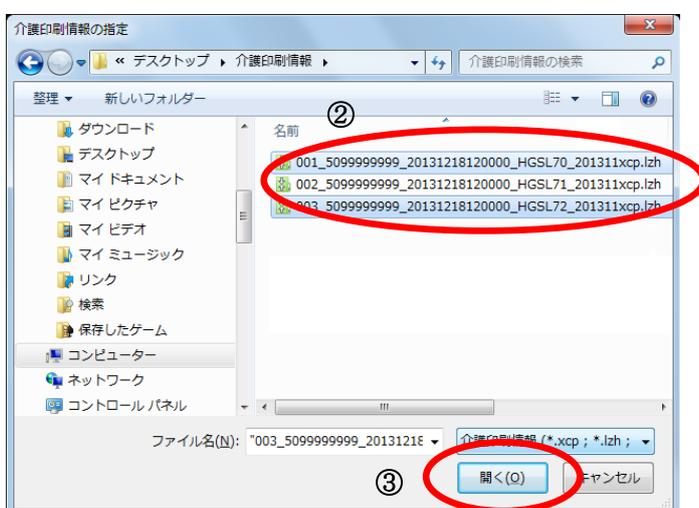 介護印刷情報の指定
« デスクトップ 介護印刷情報
介護印刷情報の検索
整理 新しいフォルダー
②
名前
001_5099999999_20131218120000_HGSL70_201311xcp.lzh
002_5099999999_20131218120000_HGSL71_201311xcp.lzh
003_5099999999_20131218120000_HGSL72_201311xcp.lzh
ダウンロード
デスクトップ
マイ ドキュメント
マイ ピクチャ
マイ ビデオ
マイ ミュージック
リンク
検索
保存したゲーム
コンピューター
ネットワーク
コントロール パネル
ファイル名(N): "003_5099999999_20131218
介護印刷情報 (*.xcp ; *.lzh ;
③
開く(O) キャンセル